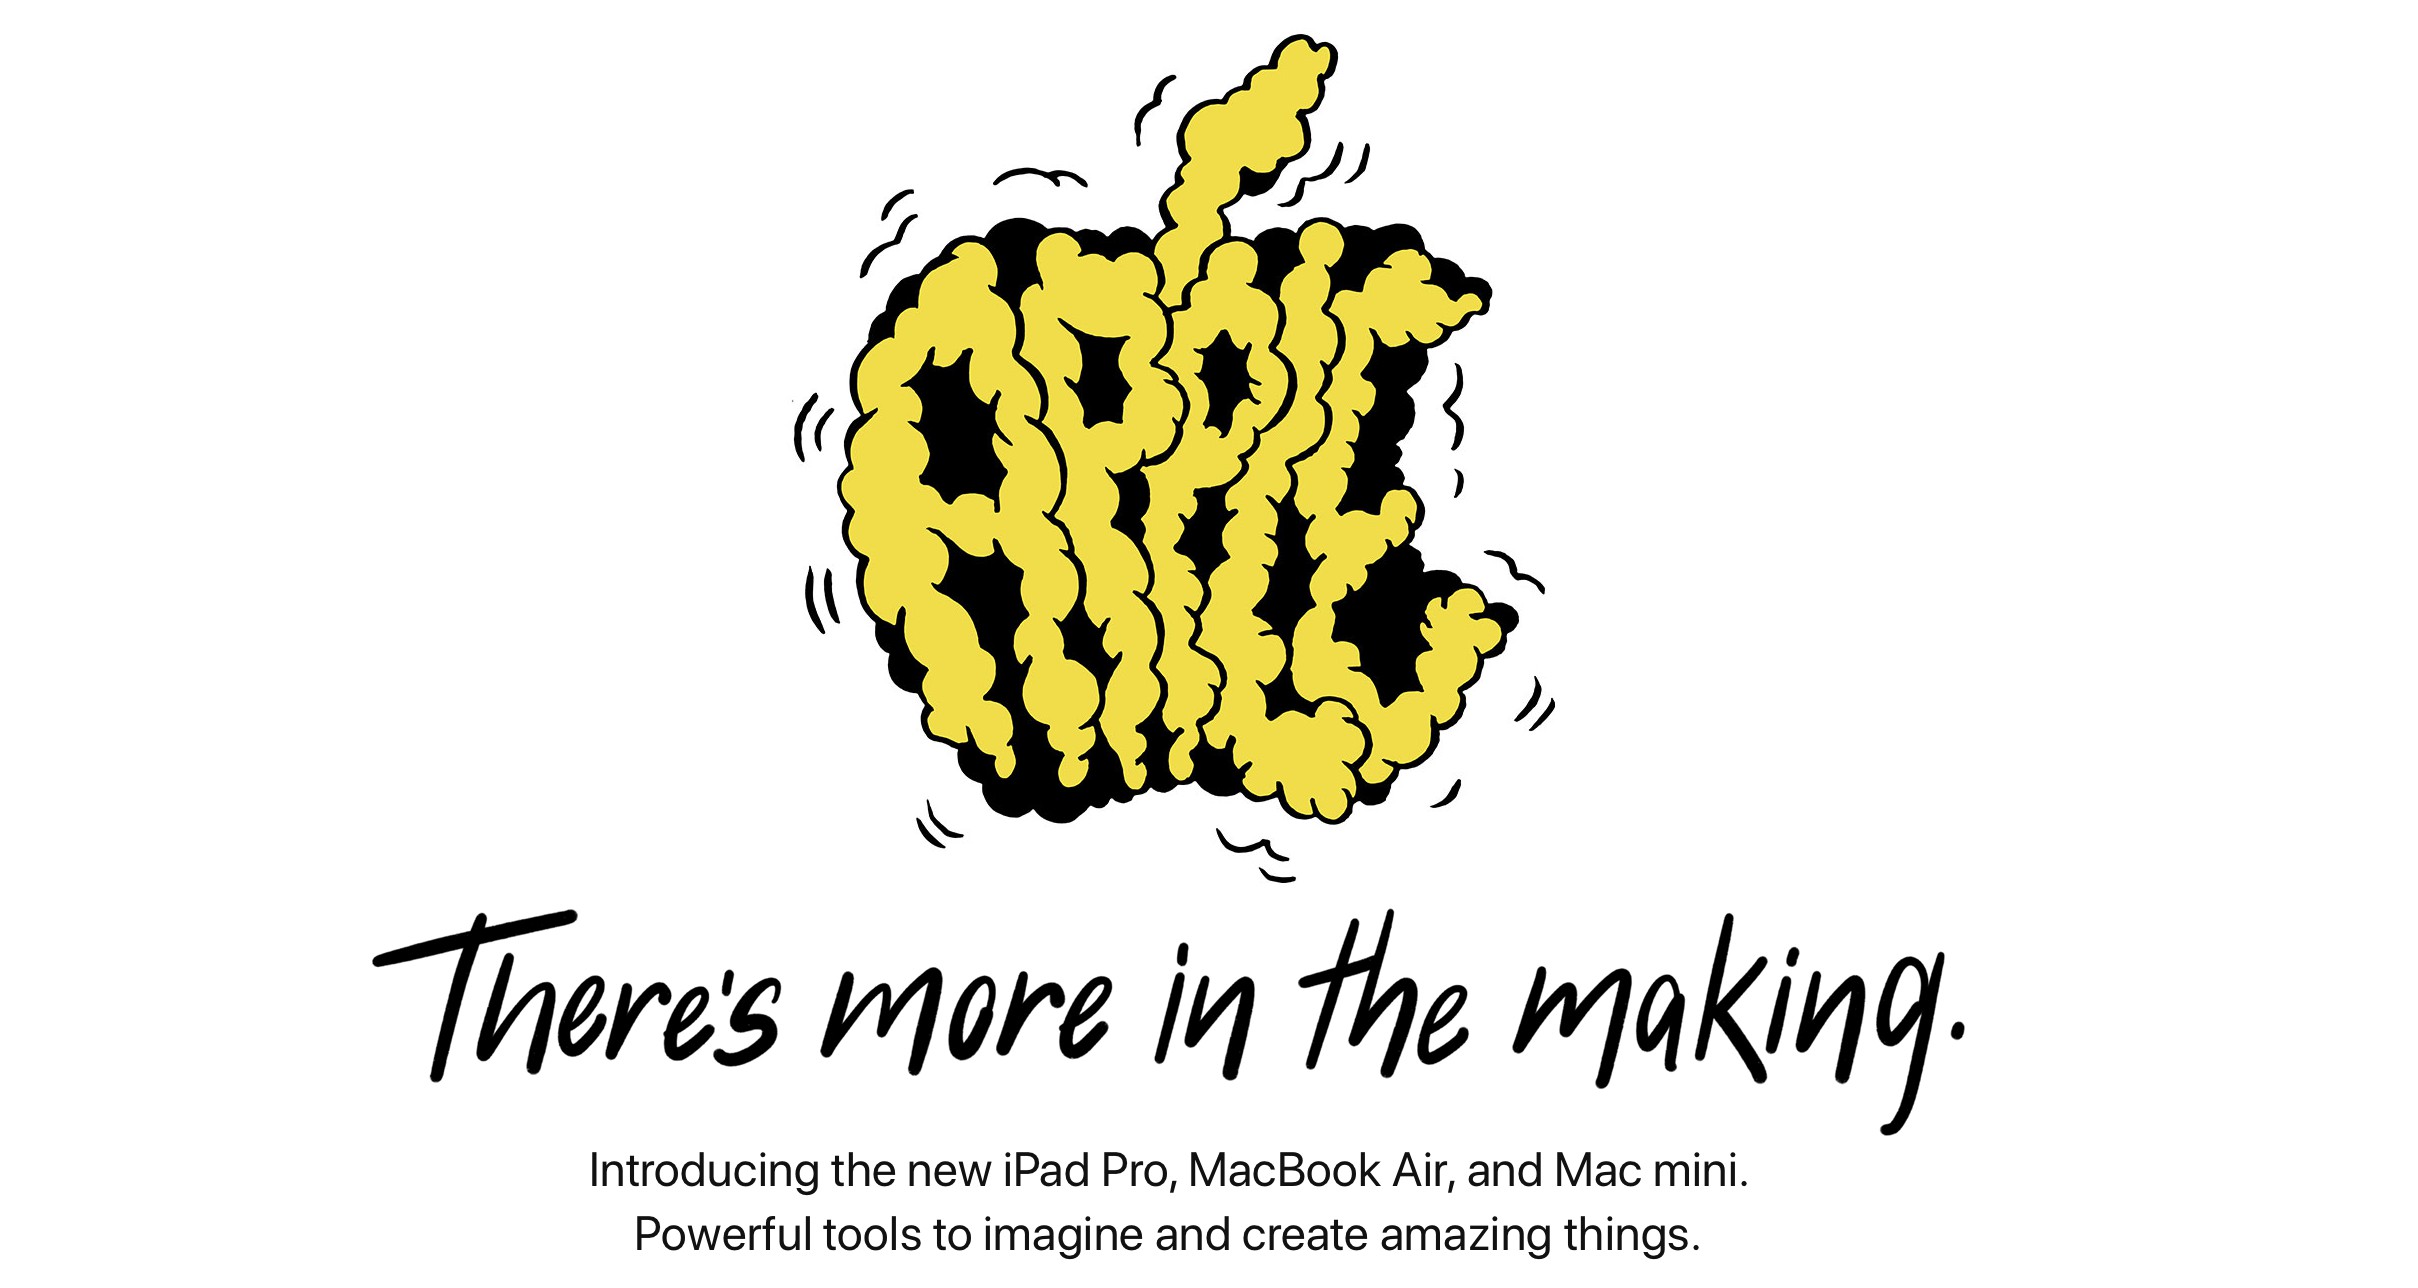 APPLE
There's more in the making.
Introducing the new iPad Pro, MacBook Air, and Mac mini.
Powerful tools to imagine and create amazing things.